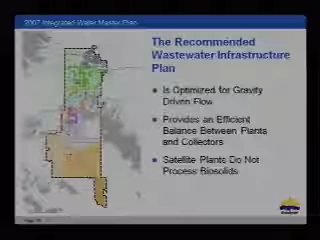 2007 Integrated Water Master Plan
The Recommended
Wastewater Infrastructure
Plan
Is Optimized for Gravity
Driven Flow
Provides an Efficient
Balance Between Plants
and Collectors
Satellite Plants Do Not
Process Biosolids